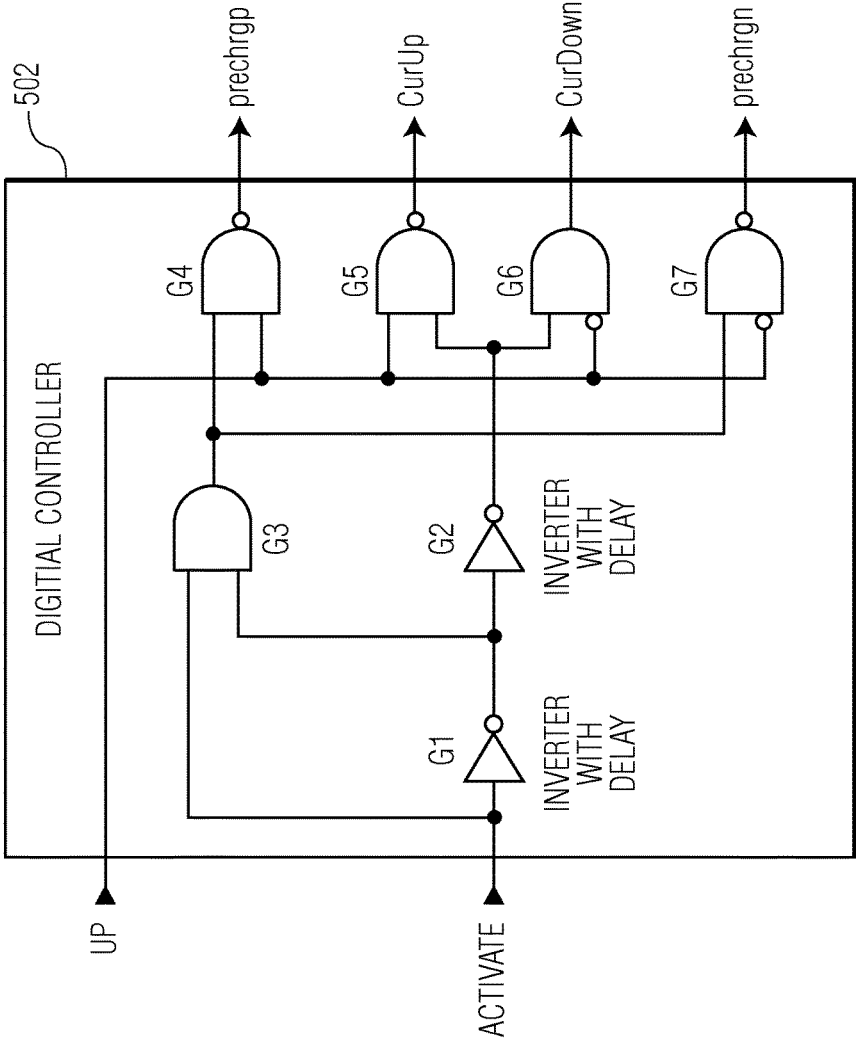 502
DIGITIAL CONTROLLER
UP
ACTIVATE
G1
INVERTER
WITH
DELAY
G2
INVERTER
WITH
DELAY
G3
G4
G5
G6
G7
prechrgp
CurUp
CurDown
prechrgn